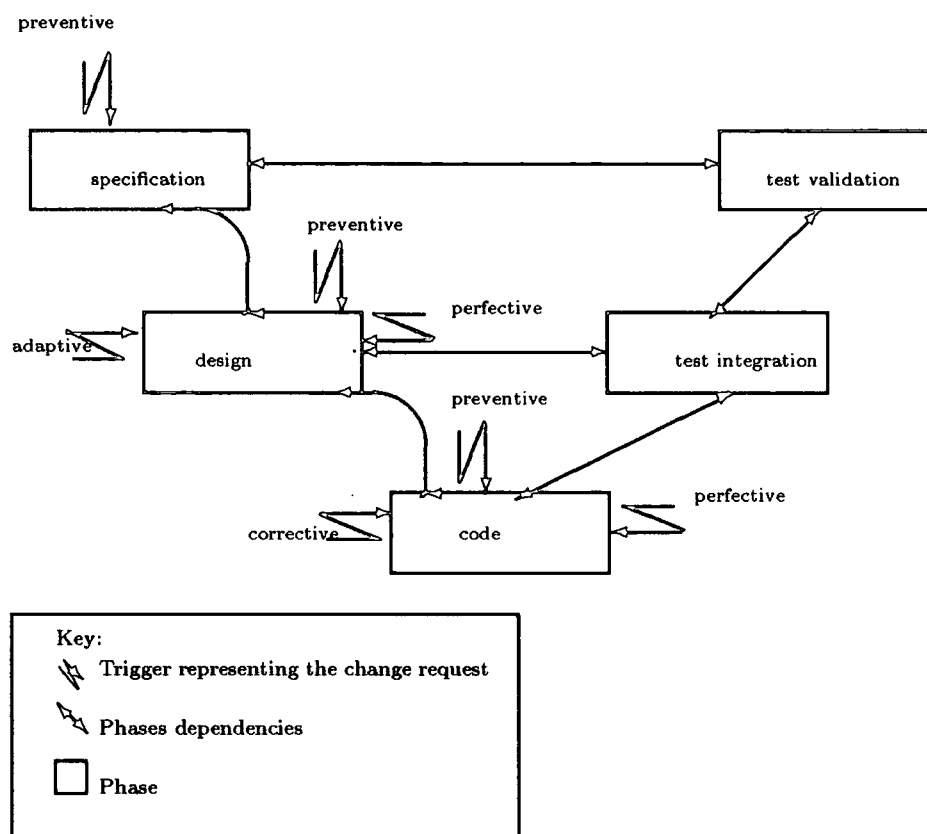 preventive
specification
test validation
preventive
perfective
adaptive
design
test integration
preventive
perfective
corrective
code
Key:
Trigger representing the change request
Phases dependencies
Phase